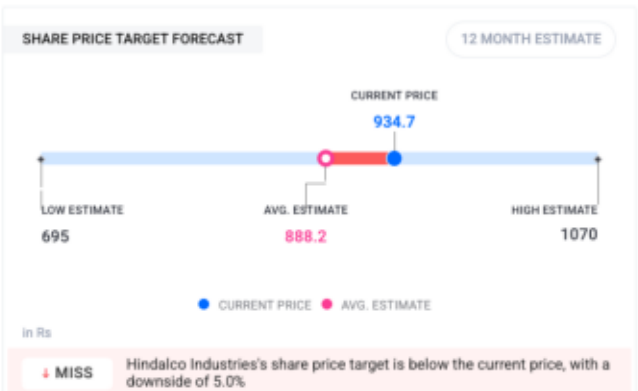 SHARE PRICE TARGET FORECAST
12 MONTH ESTIMATE
CURRENT PRICE
934.7
LOW ESTIMATE
AVG. ESTIMATE
HIGH ESTIMATE
695
888.2
1070
CURRENT PRICE
AVG. ESTIMATE
in Rs
↓ MISS
Hindalco Industries's share price target is below the current price, with a
downside of 5.0%